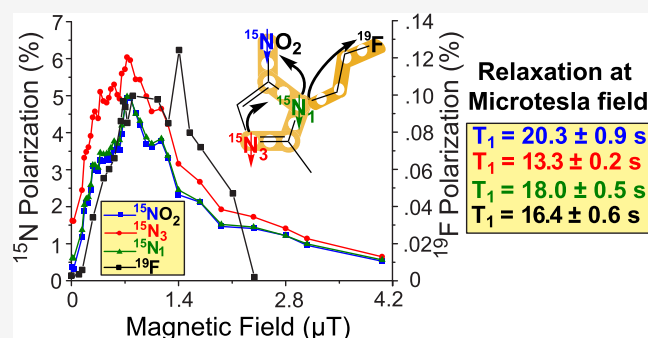 7
6
5
4
3
2
1
0
¹⁵N Polarization (%)
.14
.12
.10
.08
.06
.04
.02
0
¹⁹F Polarization (%)
0
1.4
2.8
4.2
Magnetic Field (μT)
¹⁵NO₂
¹⁵N₃
¹⁵N₁
¹⁹F
¹⁵NO₂
¹⁹F
¹⁵N₁
¹⁵N₃
Relaxation at
Microtesla field
T₁ = 20.3 ± 0.9 s
T₁ = 13.3 ± 0.2 s
T₁ = 18.0 ± 0.5 s
T₁ = 16.4 ± 0.6 s